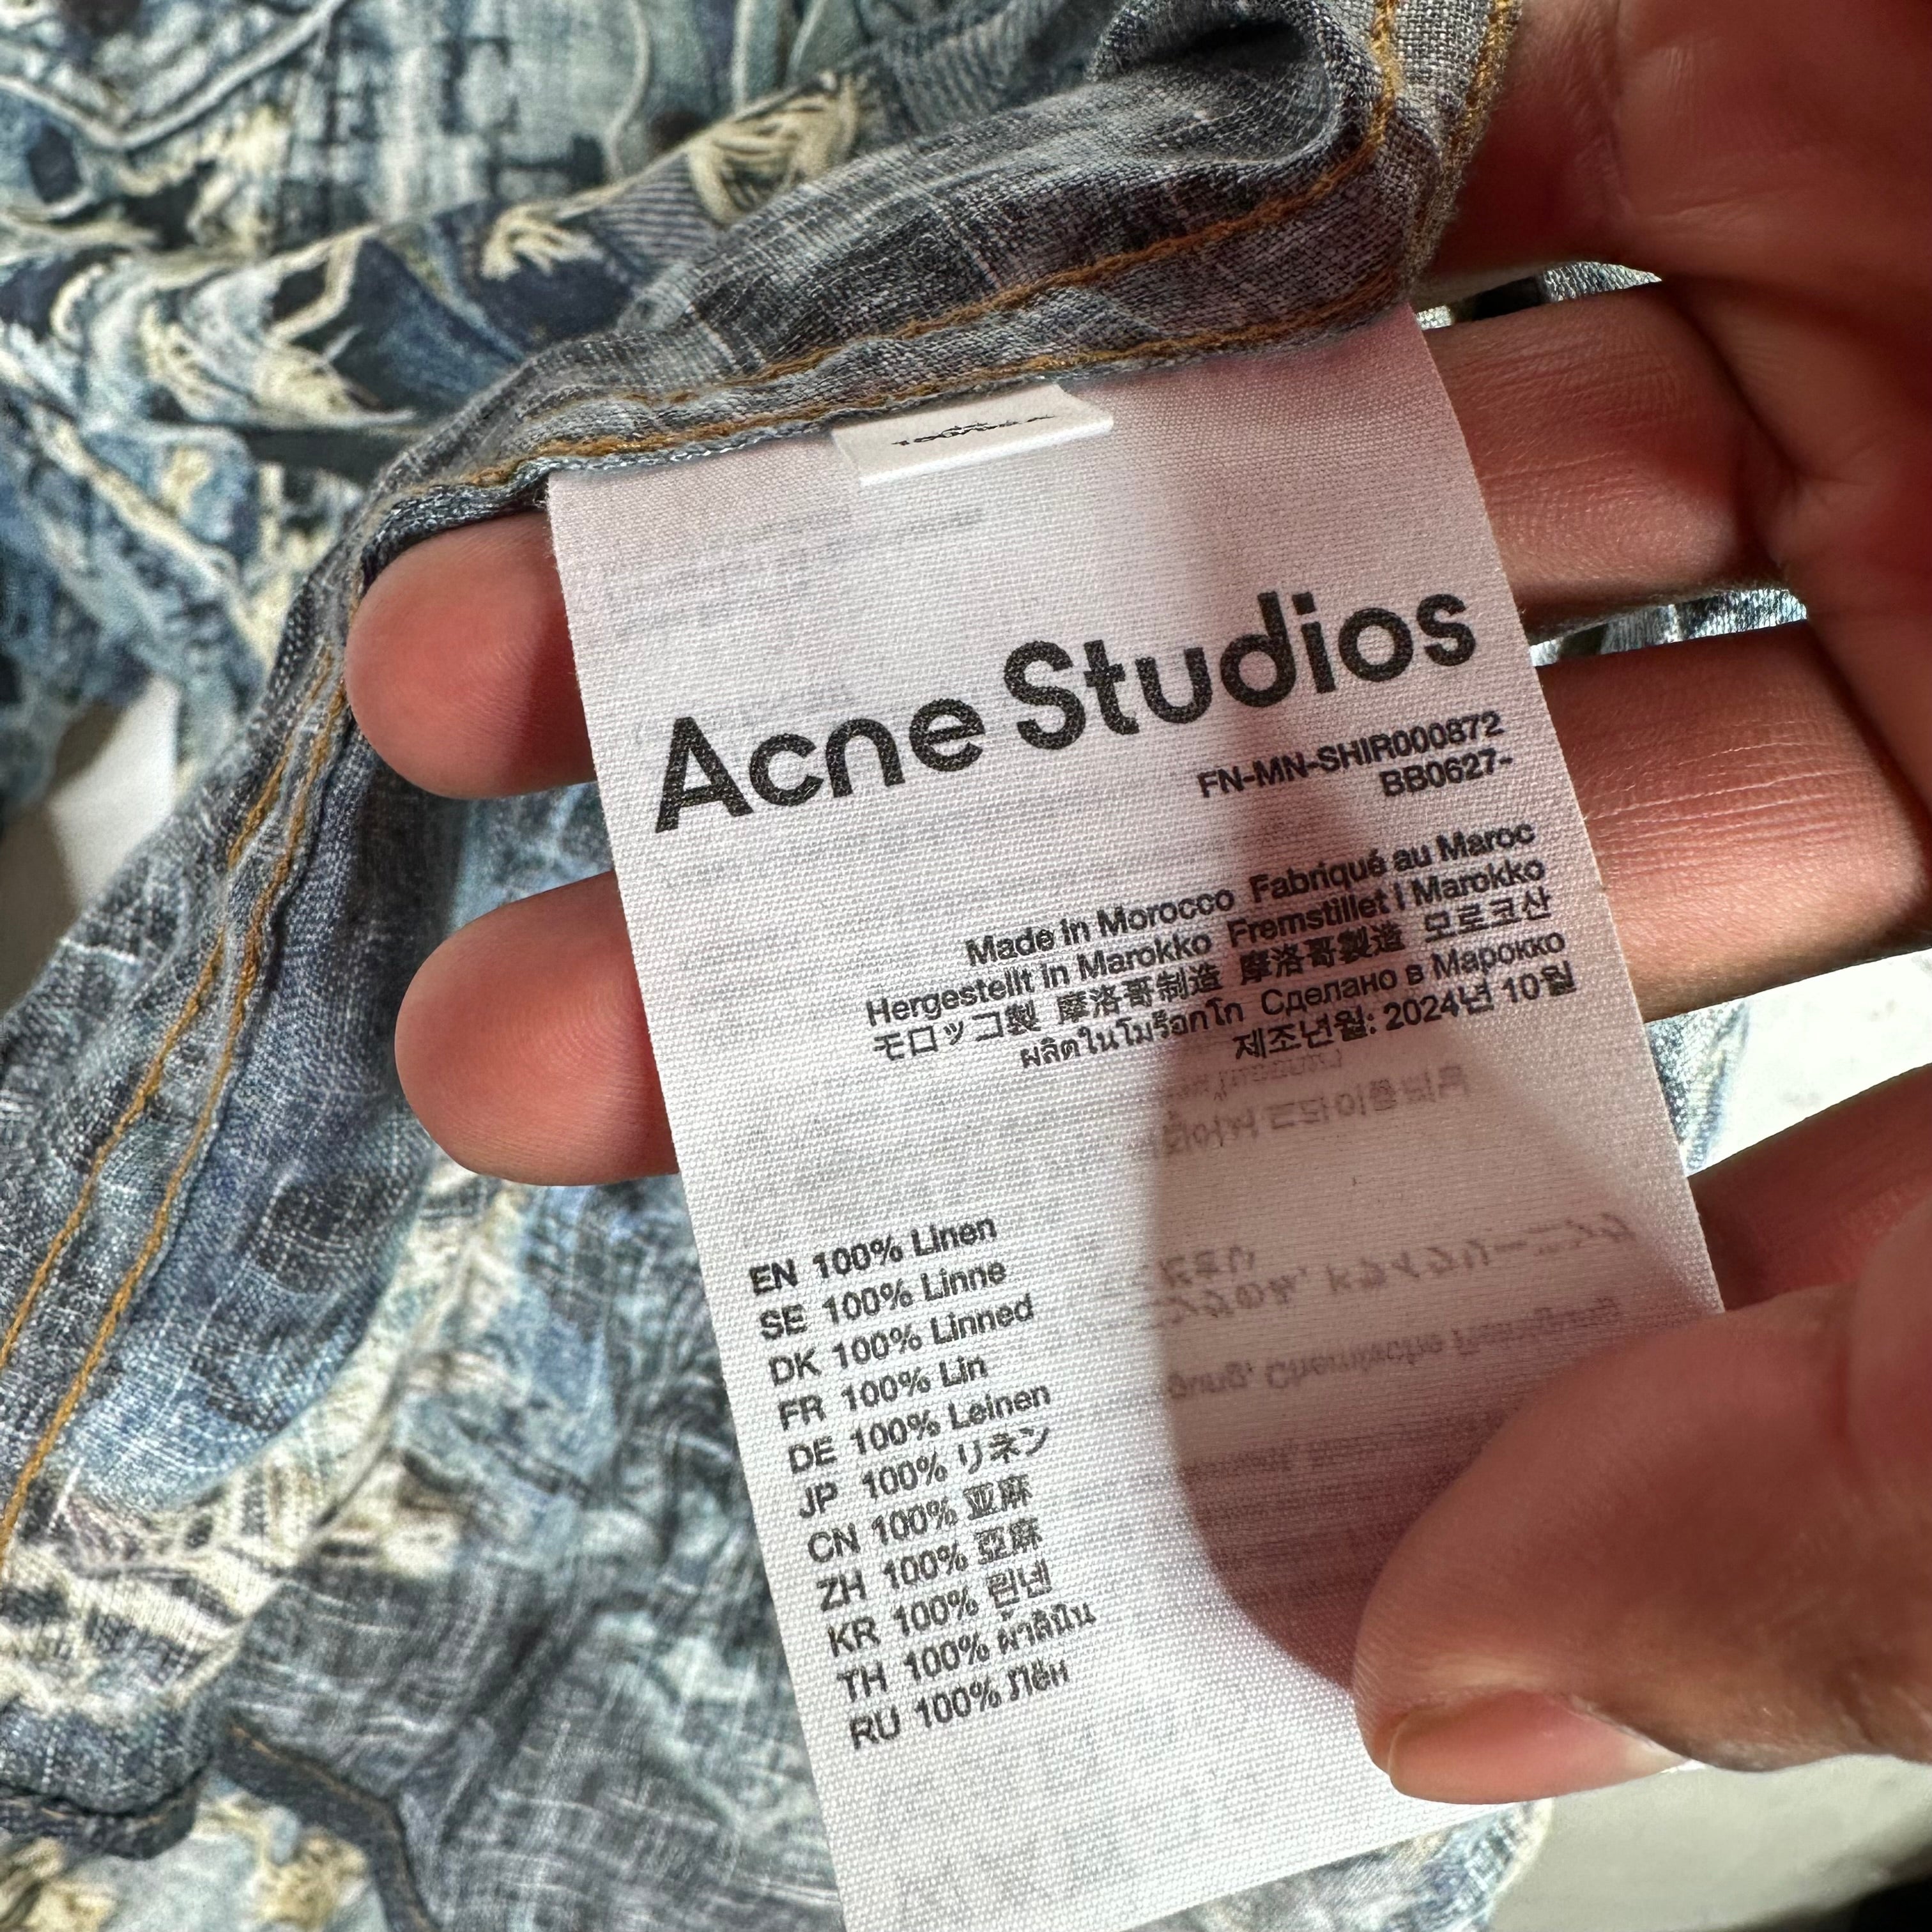 Acne Studios
FN-MN-SHIR000872
BB0627-
Made in Morocco Fabriqué au Maroc
Hergestellt in Marokko Fremstillet I Marokko
モロッコ製 摩洛哥制造 摩洛哥製造 모로코산
ผลิตในโมร็อกโก Сделано в Марокко
제조년월: 2024년 10월
EN 100% Linen
SE 100% Linne
DK 100% Linned
FR 100% Lin
DE 100% Leinen
JP 100% リネン
CN 100% 亚麻
ZH 100% 亞麻
KR 100% 린넨
TH 100% ผ้าลินิน
RU 100% Лён